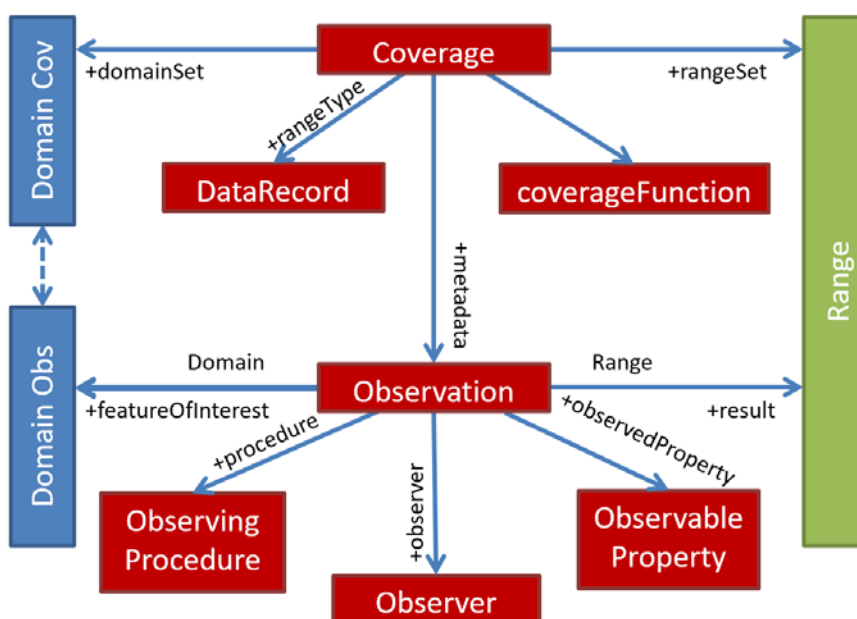 Domain Cov
+domainSet
Coverage
+rangeSet
+rangeType
DataRecord
coverageFunction
+metadata
Range
Domain Obs
Domain
+featureOfInterest
Observation
Range
+result
+procedure
+observer
+observedProperty
Observing
Procedure
Observable
Property
Observer